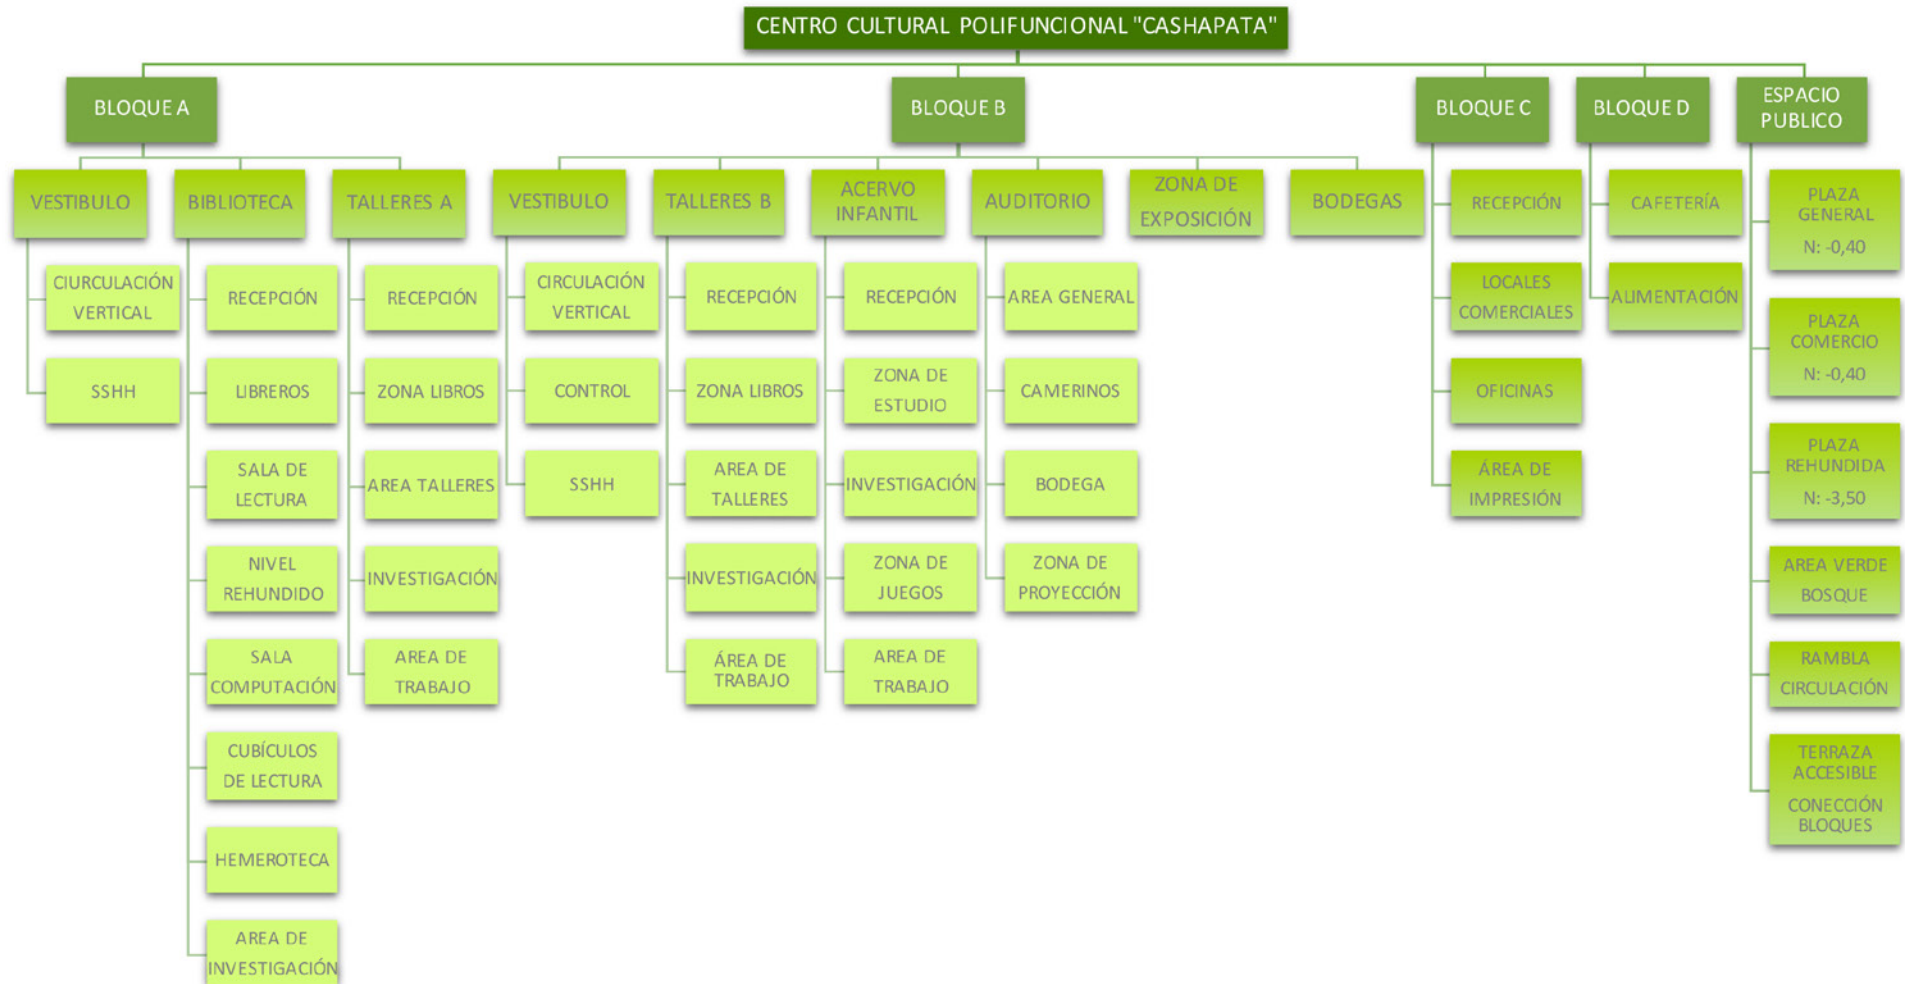 CENTRO CULTURAL POLIFUNCIONAL "CASHAPATA"
BLOQUE A
VESTIBULO
CIURCULACIÓN
VERTICAL
SSHH
BIBLIOTECA
RECEPCIÓN
LIBREROS
SALA DE
LECTURA
NIVEL
REHUNDIDO
SALA
COMPUTACIÓN
CUBÍCULOS
DE LECTURA
HEMEROTECA
AREA DE
INVESTIGACIÓN
TALLERES A
RECEPCIÓN
ZONA LIBROS
AREA TALLERES
INVESTIGACIÓN
AREA DE
TRABAJO
BLOQUE B
VESTIBULO
CIRCULACIÓN
VERTICAL
CONTROL
SSHH
TALLERES B
RECEPCIÓN
ZONA LIBROS
AREA DE
TALLERES
INVESTIGACIÓN
ÁREA DE
TRABAJO
ACERVO
INFANTIL
RECEPCIÓN
ZONA DE
ESTUDIO
INVESTIGACIÓN
ZONA DE
JUEGOS
AREA DE
TRABAJO
AUDITORIO
AREA GENERAL
CAMERINOS
BODEGA
ZONA DE
PROYECCIÓN
ZONA DE
EXPOSICIÓN
BODEGAS
BLOQUE C
RECEPCIÓN
LOCALES
COMERCIALES
OFICINAS
ÁREA DE
IMPRESIÓN
BLOQUE D
CAFETERÍA
ALIMENTACIÓN
ESPACIO
PUBLICO
PLAZA
GENERAL
N: -0,40
PLAZA
COMERCIO
N: -0,40
PLAZA
REHUNDIDA
N: -3,50
AREA VERDE
BOSQUE
RAMBLA
CIRCULACIÓN
TERRAZA
ACCESIBLE
CONECCIÓN
BLOQUES